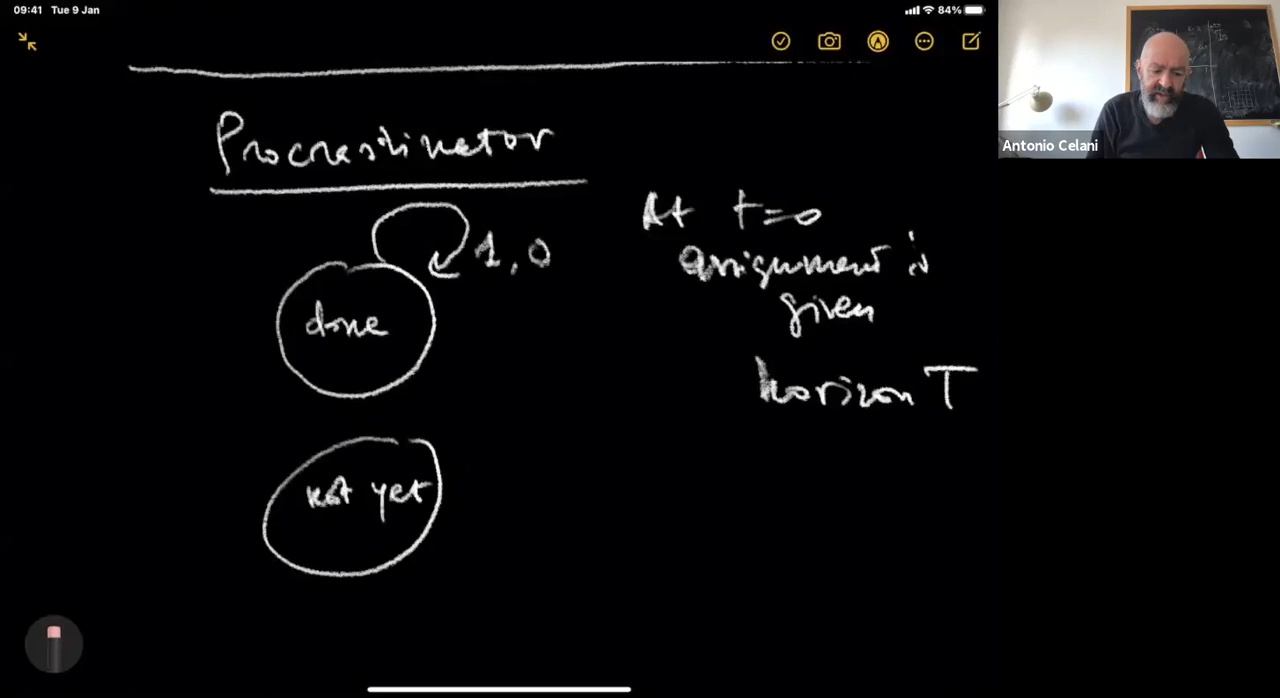 09:41 Tue 9 Jan
84%
Antonio Celani
Procrastinator
1, 0
done
not yet
At t=0
assignment is
given
horizon T